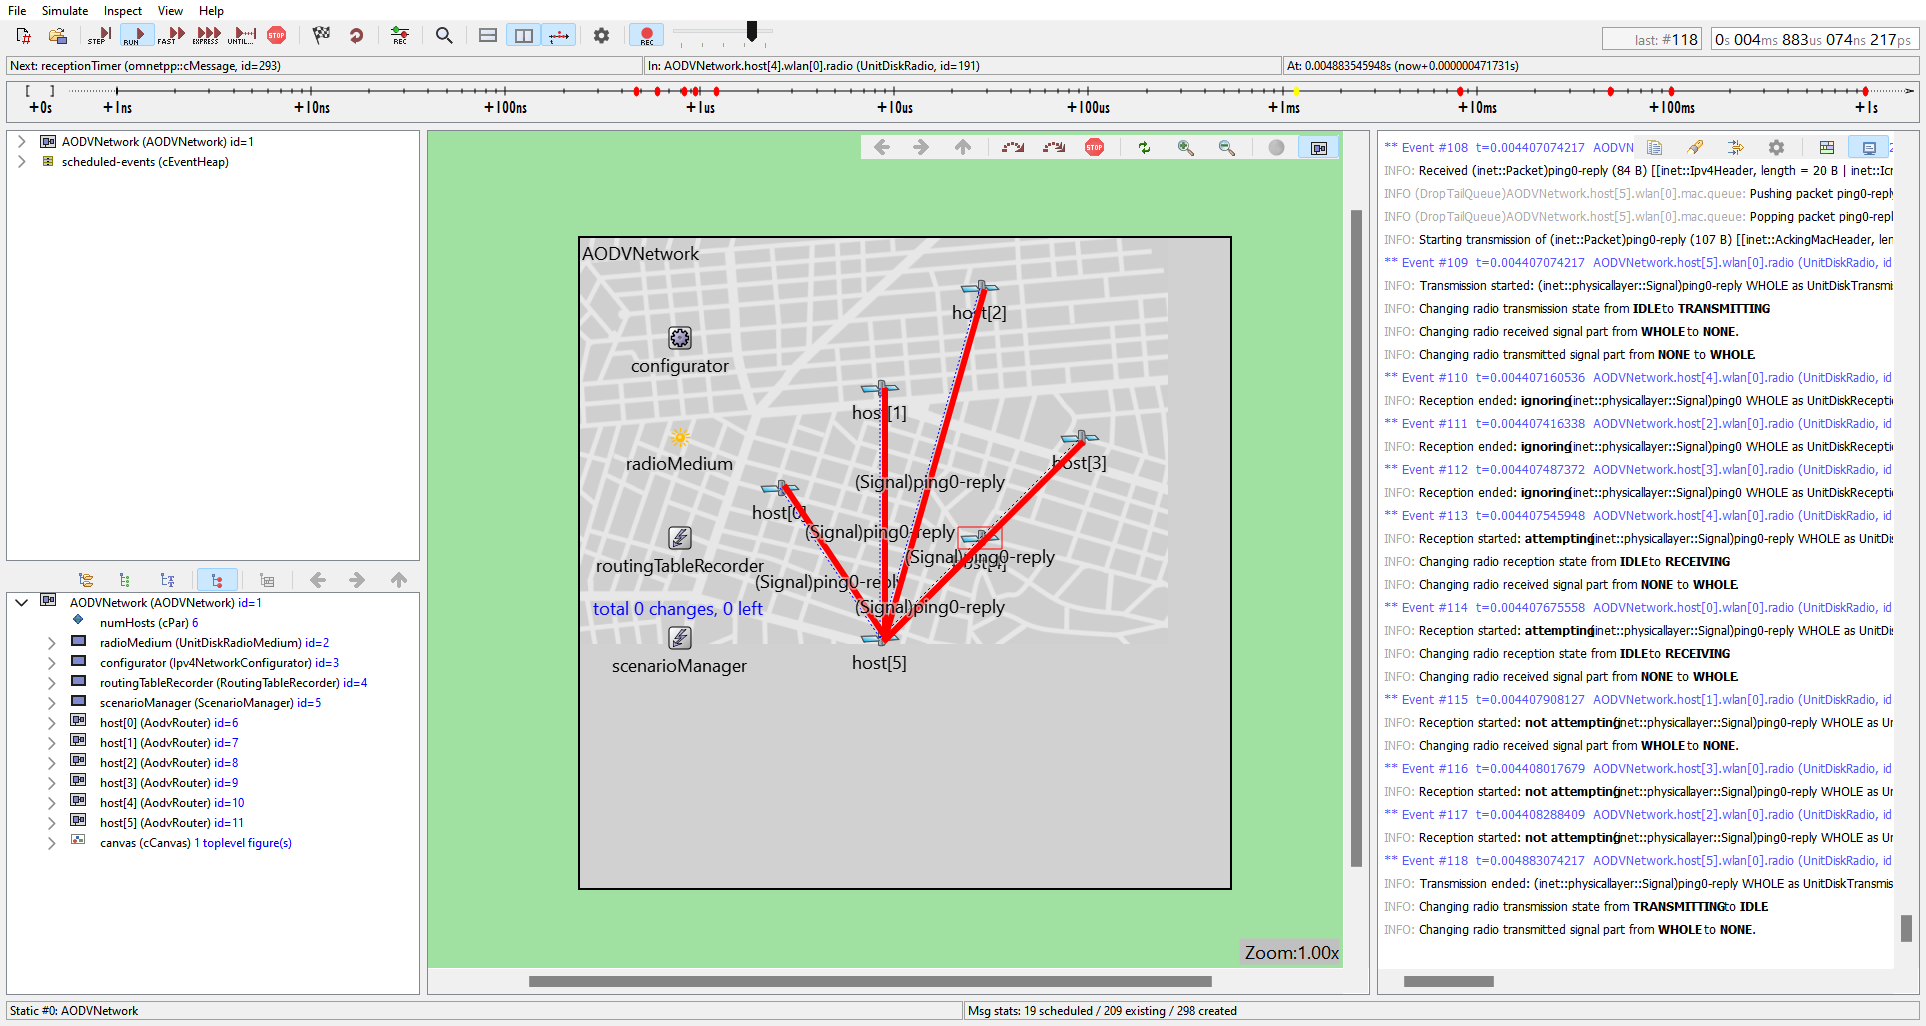 File Simulate Inspect View Help
STEP RUN FAST EXPRESS UNTIL... STOP REC REC
last: #118 0s 004ms 883us 074ns 217ps
Next: receptionTimer (omnetpp::cMessage, id=293) In: AODVNetwork.host[4].wlan[0].radio (UnitDiskRadio, id=191) At: 0.004883545948s (now+0.000000471731s)
[ ]
+0s +1ns +10ns +100ns +1us +10us +100us +1ms +10ms +100ms +1s
AODVNetwork (AODVNetwork) id=1
scheduled-events (cEventHeap)
AODVNetwork (AODVNetwork) id=1
numHosts (cPar) 6
radioMedium (UnitDiskRadioMedium) id=2
configurator (Ipv4NetworkConfigurator) id=3
routingTableRecorder (RoutingTableRecorder) id=4
scenarioManager (ScenarioManager) id=5
host[0] (AodvRouter) id=6
host[1] (AodvRouter) id=7
host[2] (AodvRouter) id=8
host[3] (AodvRouter) id=9
host[4] (AodvRouter) id=10
host[5] (AodvRouter) id=11
canvas (cCanvas) 1 toplevel figure(s)
STOP
AODVNetwork
host[2]
configurator
host[1]
radioMedium
host[3]
(Signal)ping0-reply
host[0]
(Signal)ping0-reply
(Signal)ping0-reply
routingTableRecorder
(Signal)ping0-reply
total 0 changes, 0 left
(Signal)ping0-reply
scenarioManager
host[5]
Zoom:1.00x
** Event #108 t=0.004407074217 AODVN
INFO: Received (inet::Packet)ping0-reply (84 B) [[inet::Ipv4Header, length = 20 B | inet::Icr
INFO (DropTailQueue)AODVNetwork.host[5].wlan[0].mac.queue: Pushing packet ping0-reply
INFO (DropTailQueue)AODVNetwork.host[5].wlan[0].mac.queue: Popping packet ping0-repl
INFO: Starting transmission of (inet::Packet)ping0-reply (107 B) [[inet::AckingMacHeader, len
** Event #109 t=0.004407074217 AODVNetwork.host[5].wlan[0].radio (UnitDiskRadio, id
INFO: Transmission started: (inet::physicallayer::Signal)ping0-reply WHOLE as UnitDiskTransmis
INFO: Changing radio transmission state from IDLE to TRANSMITTING
INFO: Changing radio received signal part from WHOLE to NONE.
INFO: Changing radio transmitted signal part from NONE to WHOLE.
** Event #110 t=0.004407160536 AODVNetwork.host[4].wlan[0].radio (UnitDiskRadio, id
INFO: Reception ended: ignoring (inet::physicallayer::Signal)ping0 WHOLE as UnitDiskReceptio
** Event #111 t=0.004407416338 AODVNetwork.host[2].wlan[0].radio (UnitDiskRadio, id
INFO: Reception ended: ignoring (inet::physicallayer::Signal)ping0 WHOLE as UnitDiskReceptio
** Event #112 t=0.004407487372 AODVNetwork.host[3].wlan[0].radio (UnitDiskRadio, id
INFO: Reception ended: ignoring (inet::physicallayer::Signal)ping0 WHOLE as UnitDiskReceptio
** Event #113 t=0.004407545948 AODVNetwork.host[4].wlan[0].radio (UnitDiskRadio, id
INFO: Reception started: attempting (inet::physicallayer::Signal)ping0-reply WHOLE as UnitDis
INFO: Changing radio reception state from IDLE to RECEIVING
INFO: Changing radio received signal part from NONE to WHOLE.
** Event #114 t=0.004407675558 AODVNetwork.host[0].wlan[0].radio (UnitDiskRadio, id
INFO: Reception started: attempting (inet::physicallayer::Signal)ping0-reply WHOLE as UnitDis
INFO: Changing radio reception state from IDLE to RECEIVING
INFO: Changing radio received signal part from NONE to WHOLE.
** Event #115 t=0.004407908127 AODVNetwork.host[1].wlan[0].radio (UnitDiskRadio, id
INFO: Reception started: not attempting (inet::physicallayer::Signal)ping0-reply WHOLE as Un
INFO: Changing radio received signal part from WHOLE to NONE.
** Event #116 t=0.004408017679 AODVNetwork.host[3].wlan[0].radio (UnitDiskRadio, id
INFO: Reception started: not attempting (inet::physicallayer::Signal)ping0-reply WHOLE as Un
** Event #117 t=0.004408288409 AODVNetwork.host[2].wlan[0].radio (UnitDiskRadio, id
INFO: Reception started: not attempting (inet::physicallayer::Signal)ping0-reply WHOLE as Un
** Event #118 t=0.004883074217 AODVNetwork.host[5].wlan[0].radio (UnitDiskRadio, id
INFO: Transmission ended: (inet::physicallayer::Signal)ping0-reply WHOLE as UnitDiskTransmis
INFO: Changing radio transmission state from TRANSMITTING to IDLE
INFO: Changing radio transmitted signal part from WHOLE to NONE.
Static #0: AODVNetwork Msg stats: 19 scheduled / 209 existing / 298 created